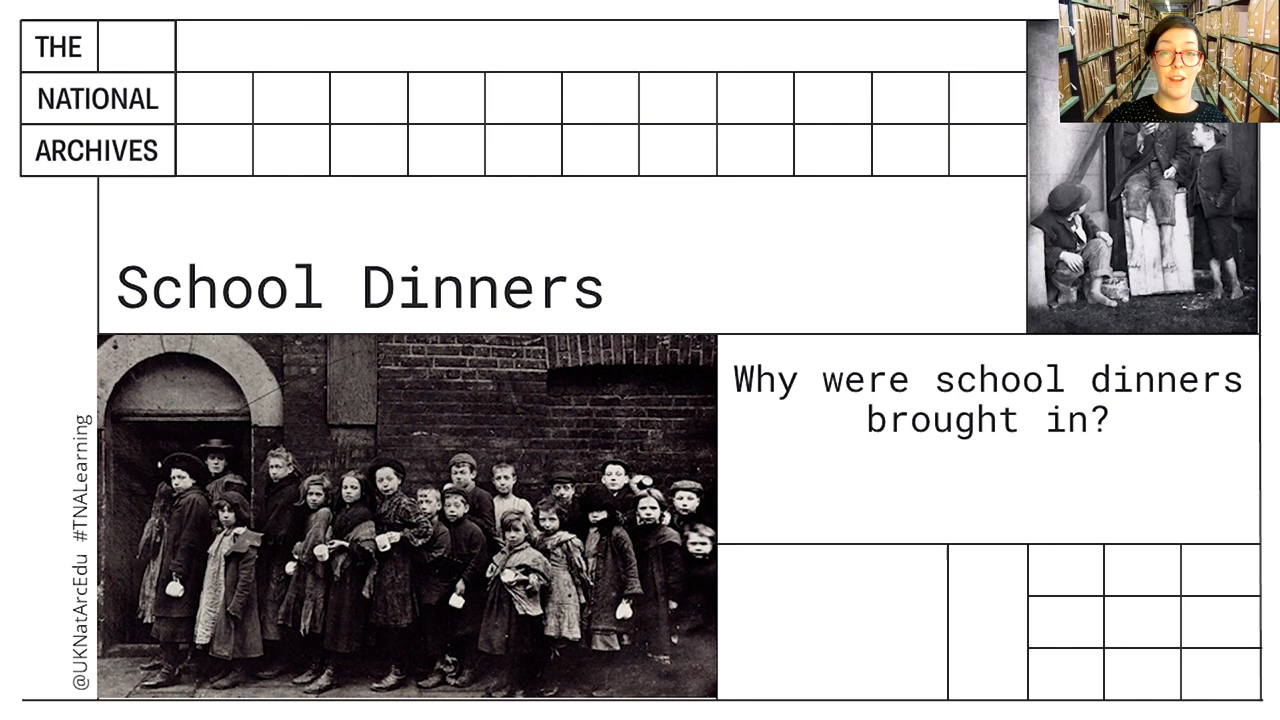 THE
NATIONAL
ARCHIVES
School Dinners
Why were school dinners
brought in?
@UKNatArcEdu #TNALearning